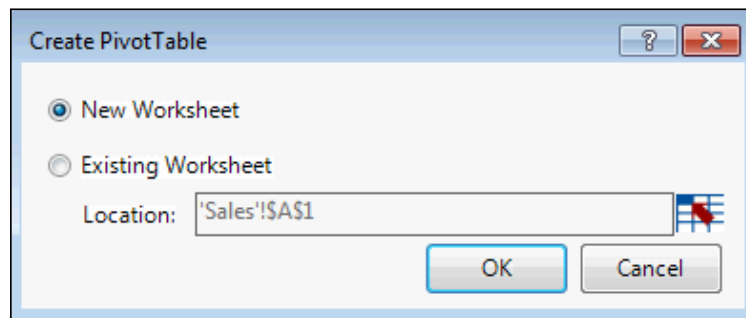 Create PivotTable
?
New Worksheet
Existing Worksheet
Location: 'Sales'!$A$1
OK Cancel